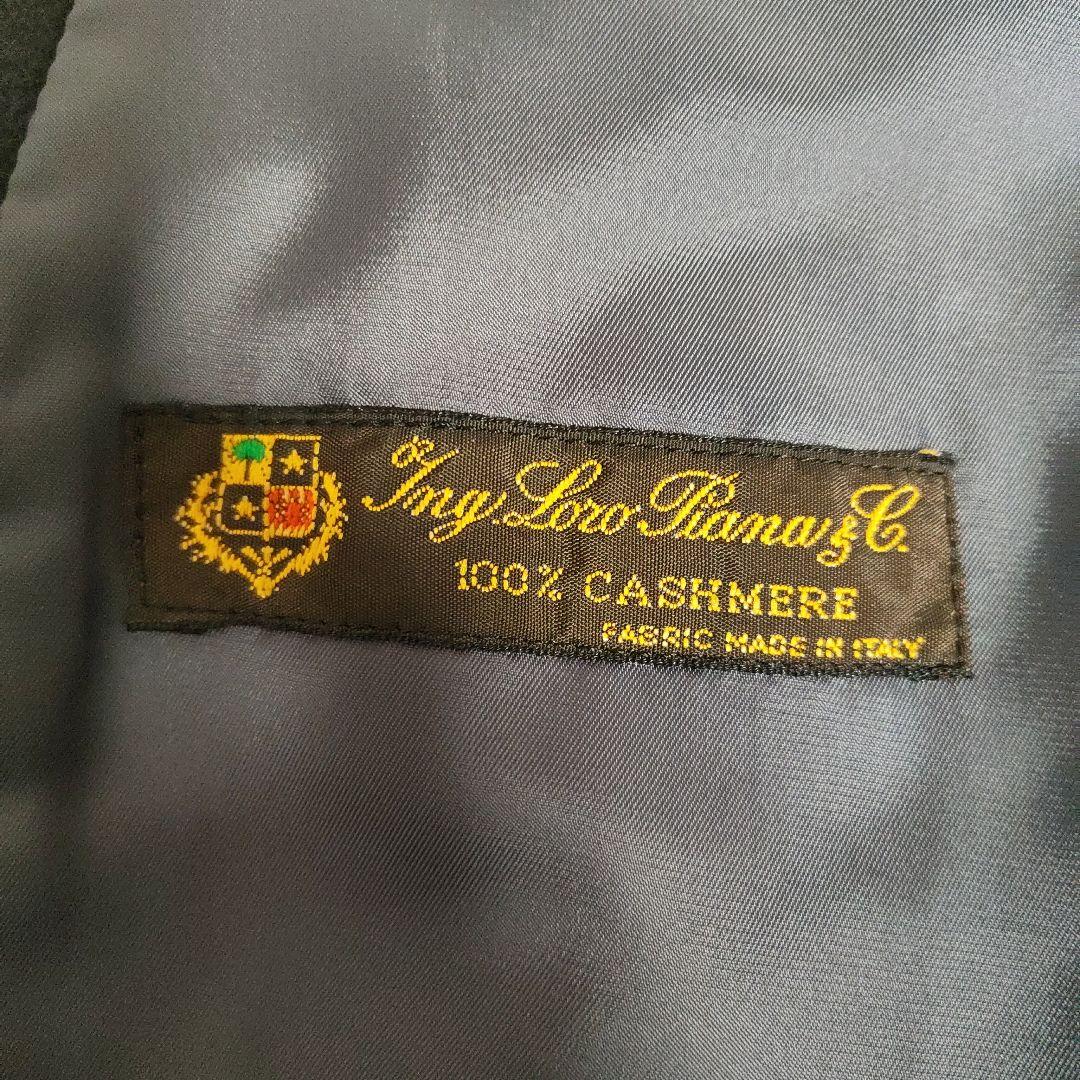 Ing. Loro Piana & C.
100% CASHMERE
FABRIC MADE IN ITALY